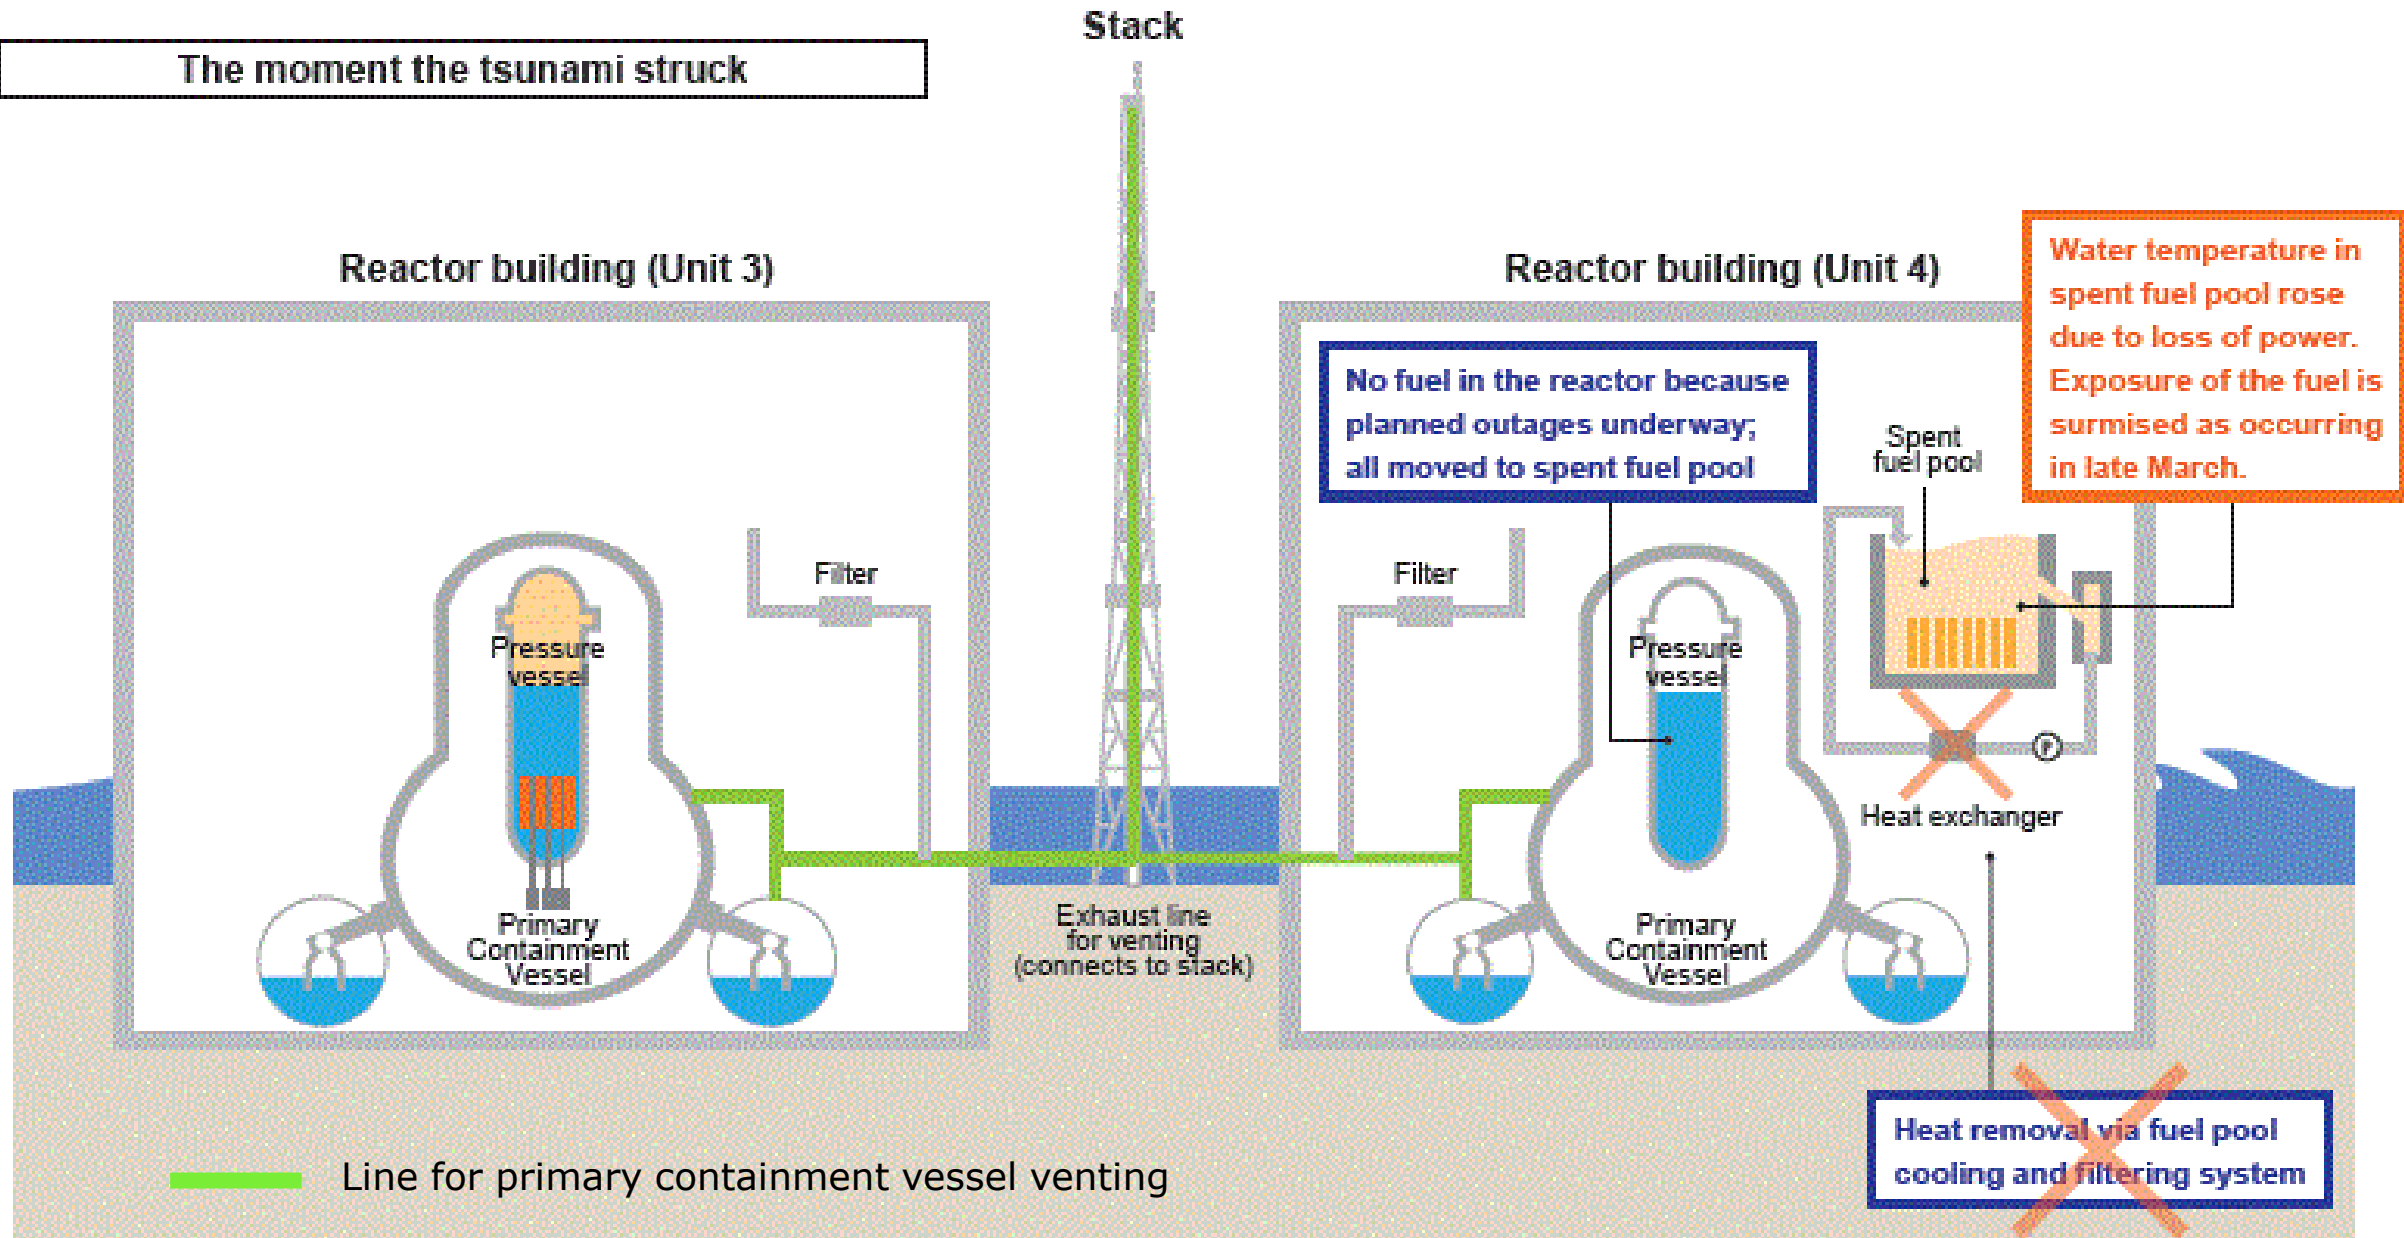 Stack
The moment the tsunami struck
Reactor building (Unit 3)
Reactor building (Unit 4)
Water temperature in
spent fuel pool rose
due to loss of power.
Exposure of the fuel is
surmised as occurring
in late March.
No fuel in the reactor because
planned outages underway;
all moved to spent fuel pool
Spent
fuel pool
Filter
Filter
Pressure
vessel
Pressure
vessel
P
Heat exchanger
Primary
Containment
Vessel
Exhaust line
for venting
(connects to stack)
Primary
Containment
Vessel
Heat removal via fuel pool
cooling and filtering system
Line for primary containment vessel venting